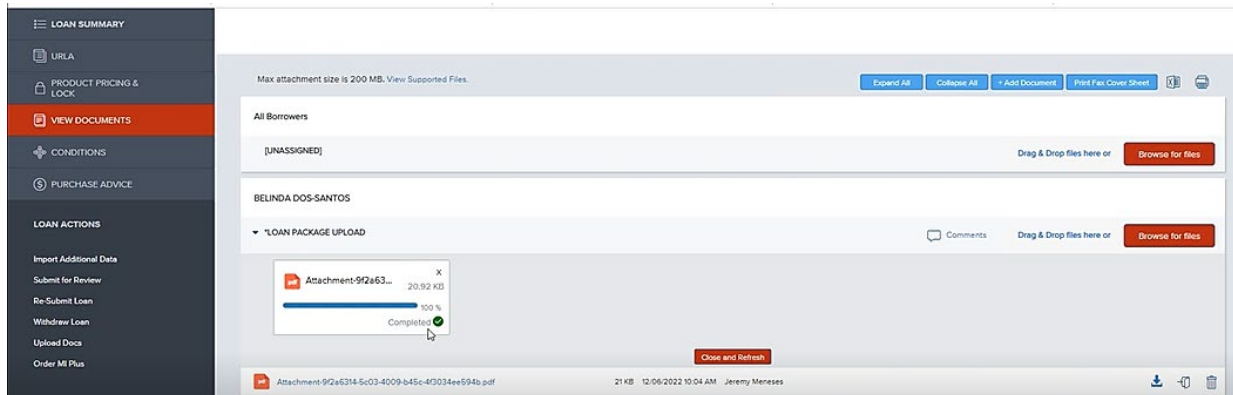 LOAN SUMMARY
URLA
PRODUCT PRICING &
LOCK
VIEW DOCUMENTS
CONDITIONS
PURCHASE ADVICE
LOAN ACTIONS
Import Additional Data
Submit for Review
Re-Submit Loan
Withdraw Loan
Upload Docs
Order MI Plus
Max attachment size is 200 MB. View Supported Files.
Expand All Collapse All + Add Document Print Fax Cover Sheet
All Borrowers
[UNASSIGNED] Drag & Drop files here or Browse for files
BELINDA DOS-SANTOS
*LOAN PACKAGE UPLOAD Comments Drag & Drop files here or Browse for files
Attachment-9f2a63... X
20.92 KB
100 %
Completed
Close and Refresh
Attachment-9f2a6314-5c03-4009-b45c-4f3034ee594b.pdf 21 KB 12/06/2022 10:04 AM Jeremy Meneses